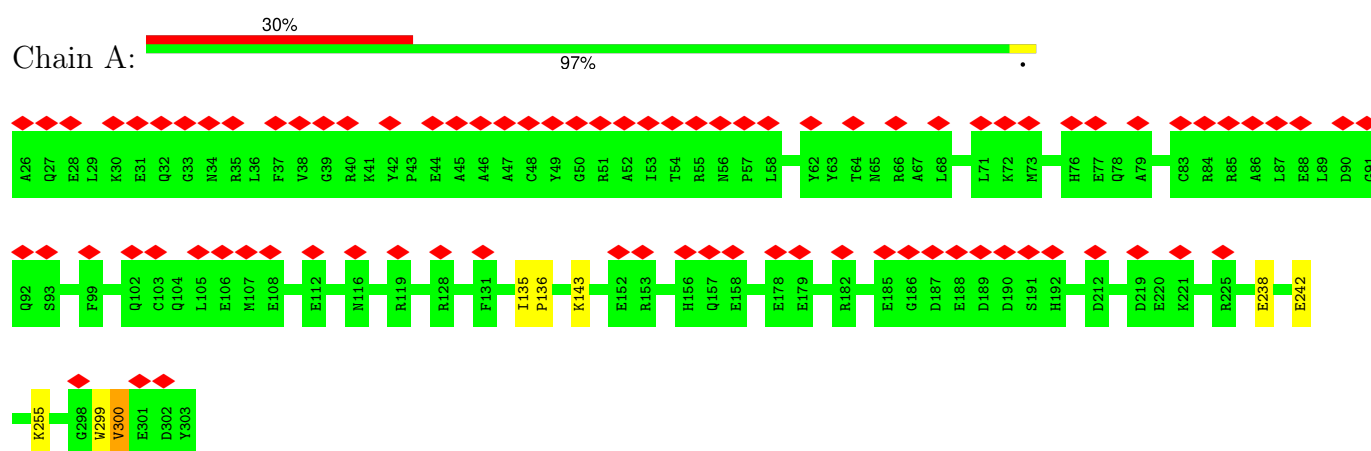 30%
Chain A:
97%
.
A26 Q27 E28 L29 K30 E31 Q32 G33 N34 R35 L36 F37 V38 G39 R40 K41 Y42 P43 E44 A45 A46 A47 C48 Y49 G50 R51 A52 I53 T54 R55 N56 P57 L58 Y62 Y63 T64 N65 R66 A67 L68 L71 K72 M73 H76 E77 Q78 A79 C83 R84 R85 A86 L87 E88 L89 D90 G91
Q92 S93 F99 Q102 C103 Q104 L105 E106 M107 E108 E112 N116 R119 R128 F131 I135 P136 K143 E152 R153 H156 Q157 E158 E178 E179 R182 E185 G186 D187 E188 D189 D190 S191 H192 D212 D219 E220 K221 R225 E238 E242
K255 G298 W299 V300 E301 D302 Y303